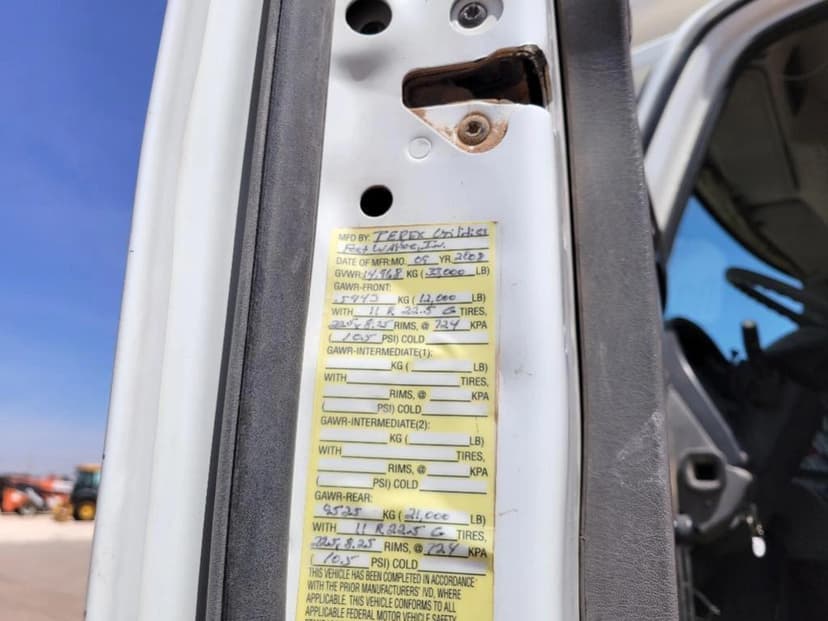 MFD BY: TEREX Utilities
Fort Wayne, In.
DATE OF MFR:MO. 05 YR. 2008
GVWR: 14,968 KG ( 33,000 LB)
GAWR-FRONT:
5443 KG ( 12,000 LB)
WITH 11 R 22.5 G TIRES,
22.5x8.25 RIMS, @ 724 KPA
( 105 PSI) COLD
GAWR-INTERMEDIATE(1):
KG ( LB)
WITH TIRES,
RIMS, @ KPA
( PSI) COLD
GAWR-INTERMEDIATE(2):
KG ( LB)
WITH TIRES,
RIMS, @ KPA
( PSI) COLD
GAWR-REAR:
9525 KG ( 21,000 LB)
WITH 11 R 22.5 G TIRES,
22.5x8.25 RIMS, @ 724 KPA
( 105 PSI) COLD
THIS VEHICLE HAS BEEN COMPLETED IN ACCORDANCE
WITH THE PRIOR MANUFACTURERS' IVD, WHERE
APPLICABLE. THIS VEHICLE CONFORMS TO ALL
APPLICABLE FEDERAL MOTOR VEHICLE SAFETY